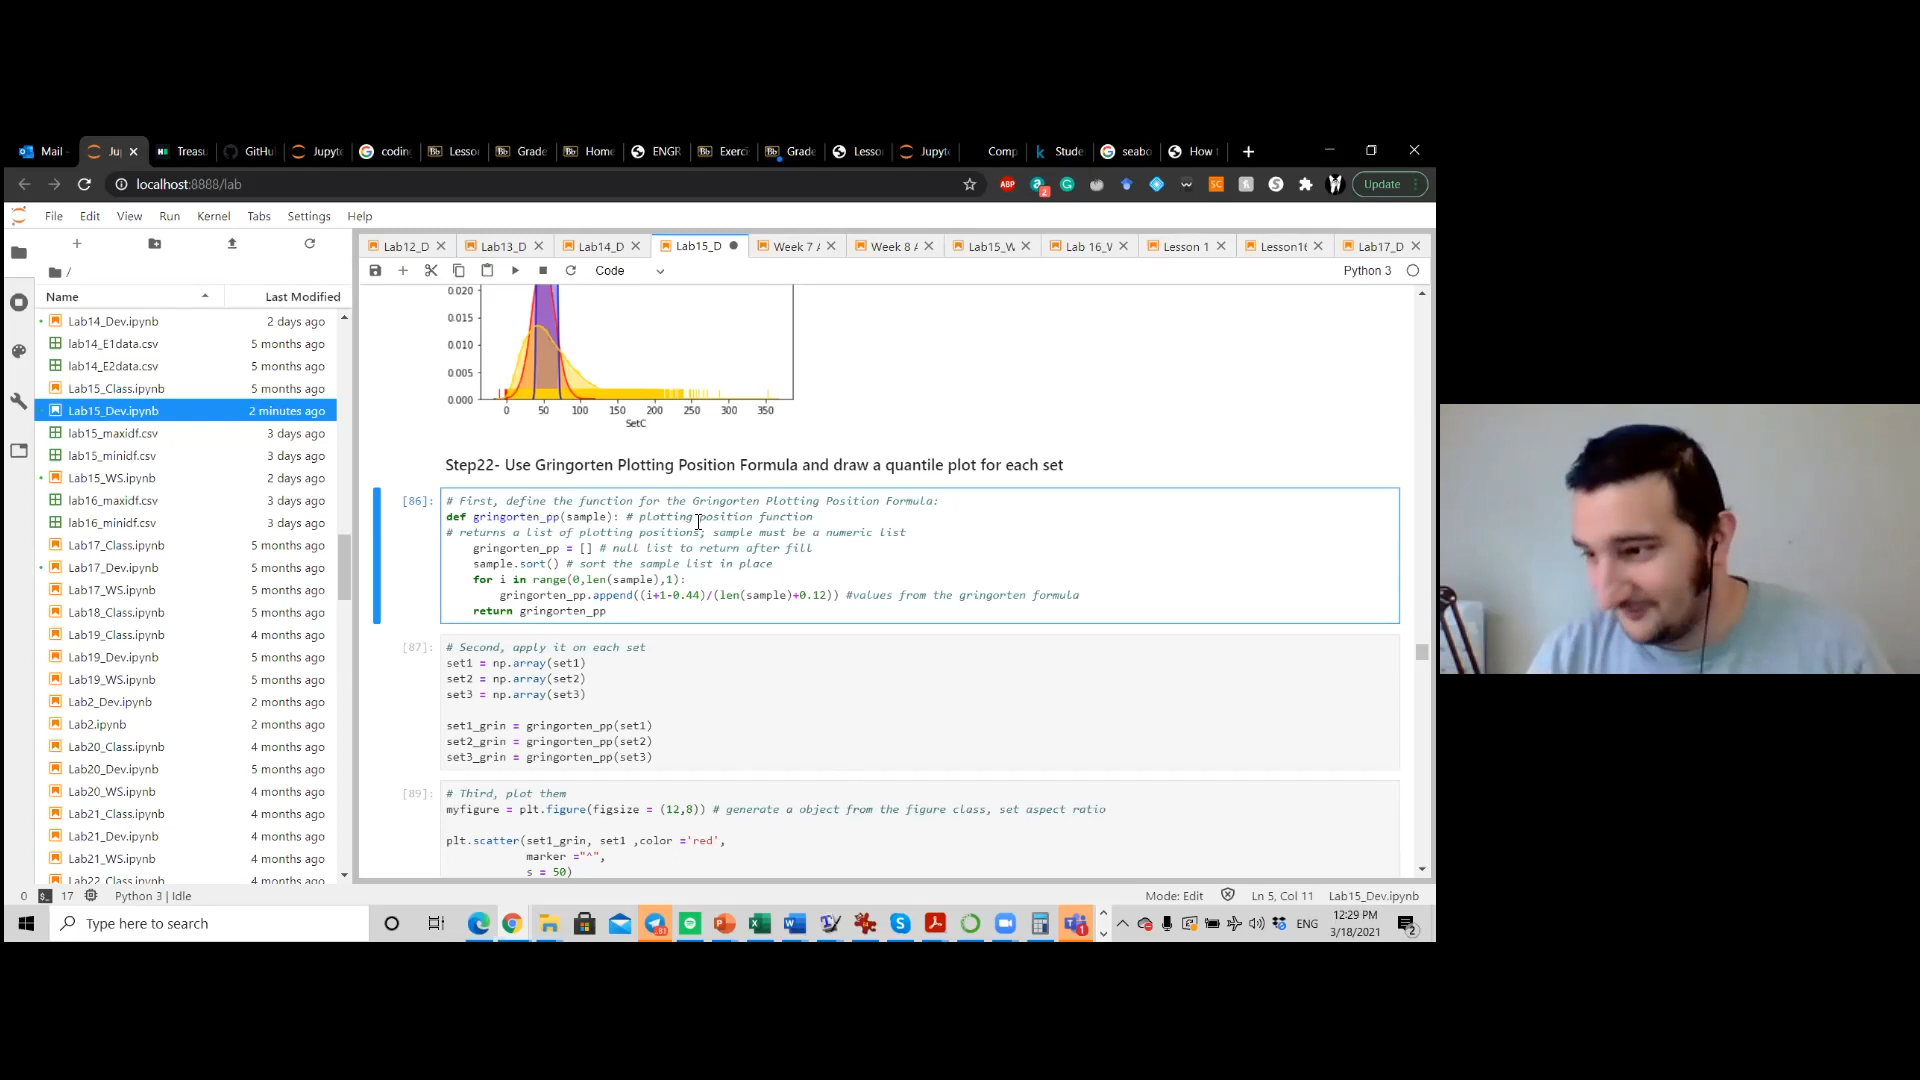 Mail
Ju
Treasu
GitHu
Jupyte
codin
Lesso
Grade
Home
ENGR
Exerci
Grade
Lesso
Jupyte
Comp
Stude
seabo
How t
localhost:8888/lab
ABP
2
SC
Update
File Edit View Run Kernel Tabs Settings Help
Lab12_D
Lab13_D
Lab14_D
Lab15_D
Week 7 A
Week 8 A
Lab15_W
Lab 16_V
Lesson 1
Lesson16
Lab17_D
Code
Python 3
/
Name Last Modified
Lab14_Dev.ipynb 2 days ago
lab14_E1data.csv 5 months ago
lab14_E2data.csv 5 months ago
Lab15_Class.ipynb 5 months ago
Lab15_Dev.ipynb 2 minutes ago
lab15_maxidf.csv 3 days ago
lab15_minidf.csv 3 days ago
Lab15_WS.ipynb 2 days ago
lab16_maxidf.csv 3 days ago
lab16_minidf.csv 3 days ago
Lab17_Class.ipynb 5 months ago
Lab17_Dev.ipynb 5 months ago
Lab17_WS.ipynb 5 months ago
Lab18_Class.ipynb 5 months ago
Lab19_Class.ipynb 4 months ago
Lab19_Dev.ipynb 5 months ago
Lab19_WS.ipynb 5 months ago
Lab2_Dev.ipynb 2 months ago
Lab2.ipynb 2 months ago
Lab20_Class.ipynb 4 months ago
Lab20_Dev.ipynb 5 months ago
Lab20_WS.ipynb 4 months ago
Lab21_Class.ipynb 4 months ago
Lab21_Dev.ipynb 4 months ago
Lab21_WS.ipynb 4 months ago
Lab22_Class.ipynb 4 months ago
0.020
0.015
0.010
0.005
0.000
0 50 100 150 200 250 300 350
SetC
Step22- Use Gringorten Plotting Position Formula and draw a quantile plot for each set
[86]: # First, define the function for the Gringorten Plotting Position Formula:
def gringorten_pp(sample): # plotting position function
# returns a list of plotting positions; sample must be a numeric list
gringorten_pp = [] # null list to return after fill
sample.sort() # sort the sample list in place
for i in range(0,len(sample),1):
gringorten_pp.append((i+1-0.44)/(len(sample)+0.12)) #values from the gringorten formula
return gringorten_pp
[87]: # Second, apply it on each set
set1 = np.array(set1)
set2 = np.array(set2)
set3 = np.array(set3)
set1_grin = gringorten_pp(set1)
set2_grin = gringorten_pp(set2)
set3_grin = gringorten_pp(set3)
[89]: # Third, plot them
myfigure = plt.figure(figsize = (12,8)) # generate a object from the figure class, set aspect ratio
plt.scatter(set1_grin, set1 ,color ='red',
marker ="^",
s = 50)
0 17 Python 3 | Idle
Mode: Edit Ln 5, Col 11 Lab15_Dev.ipynb
Type here to search
ENG
12:29 PM
3/18/2021
2